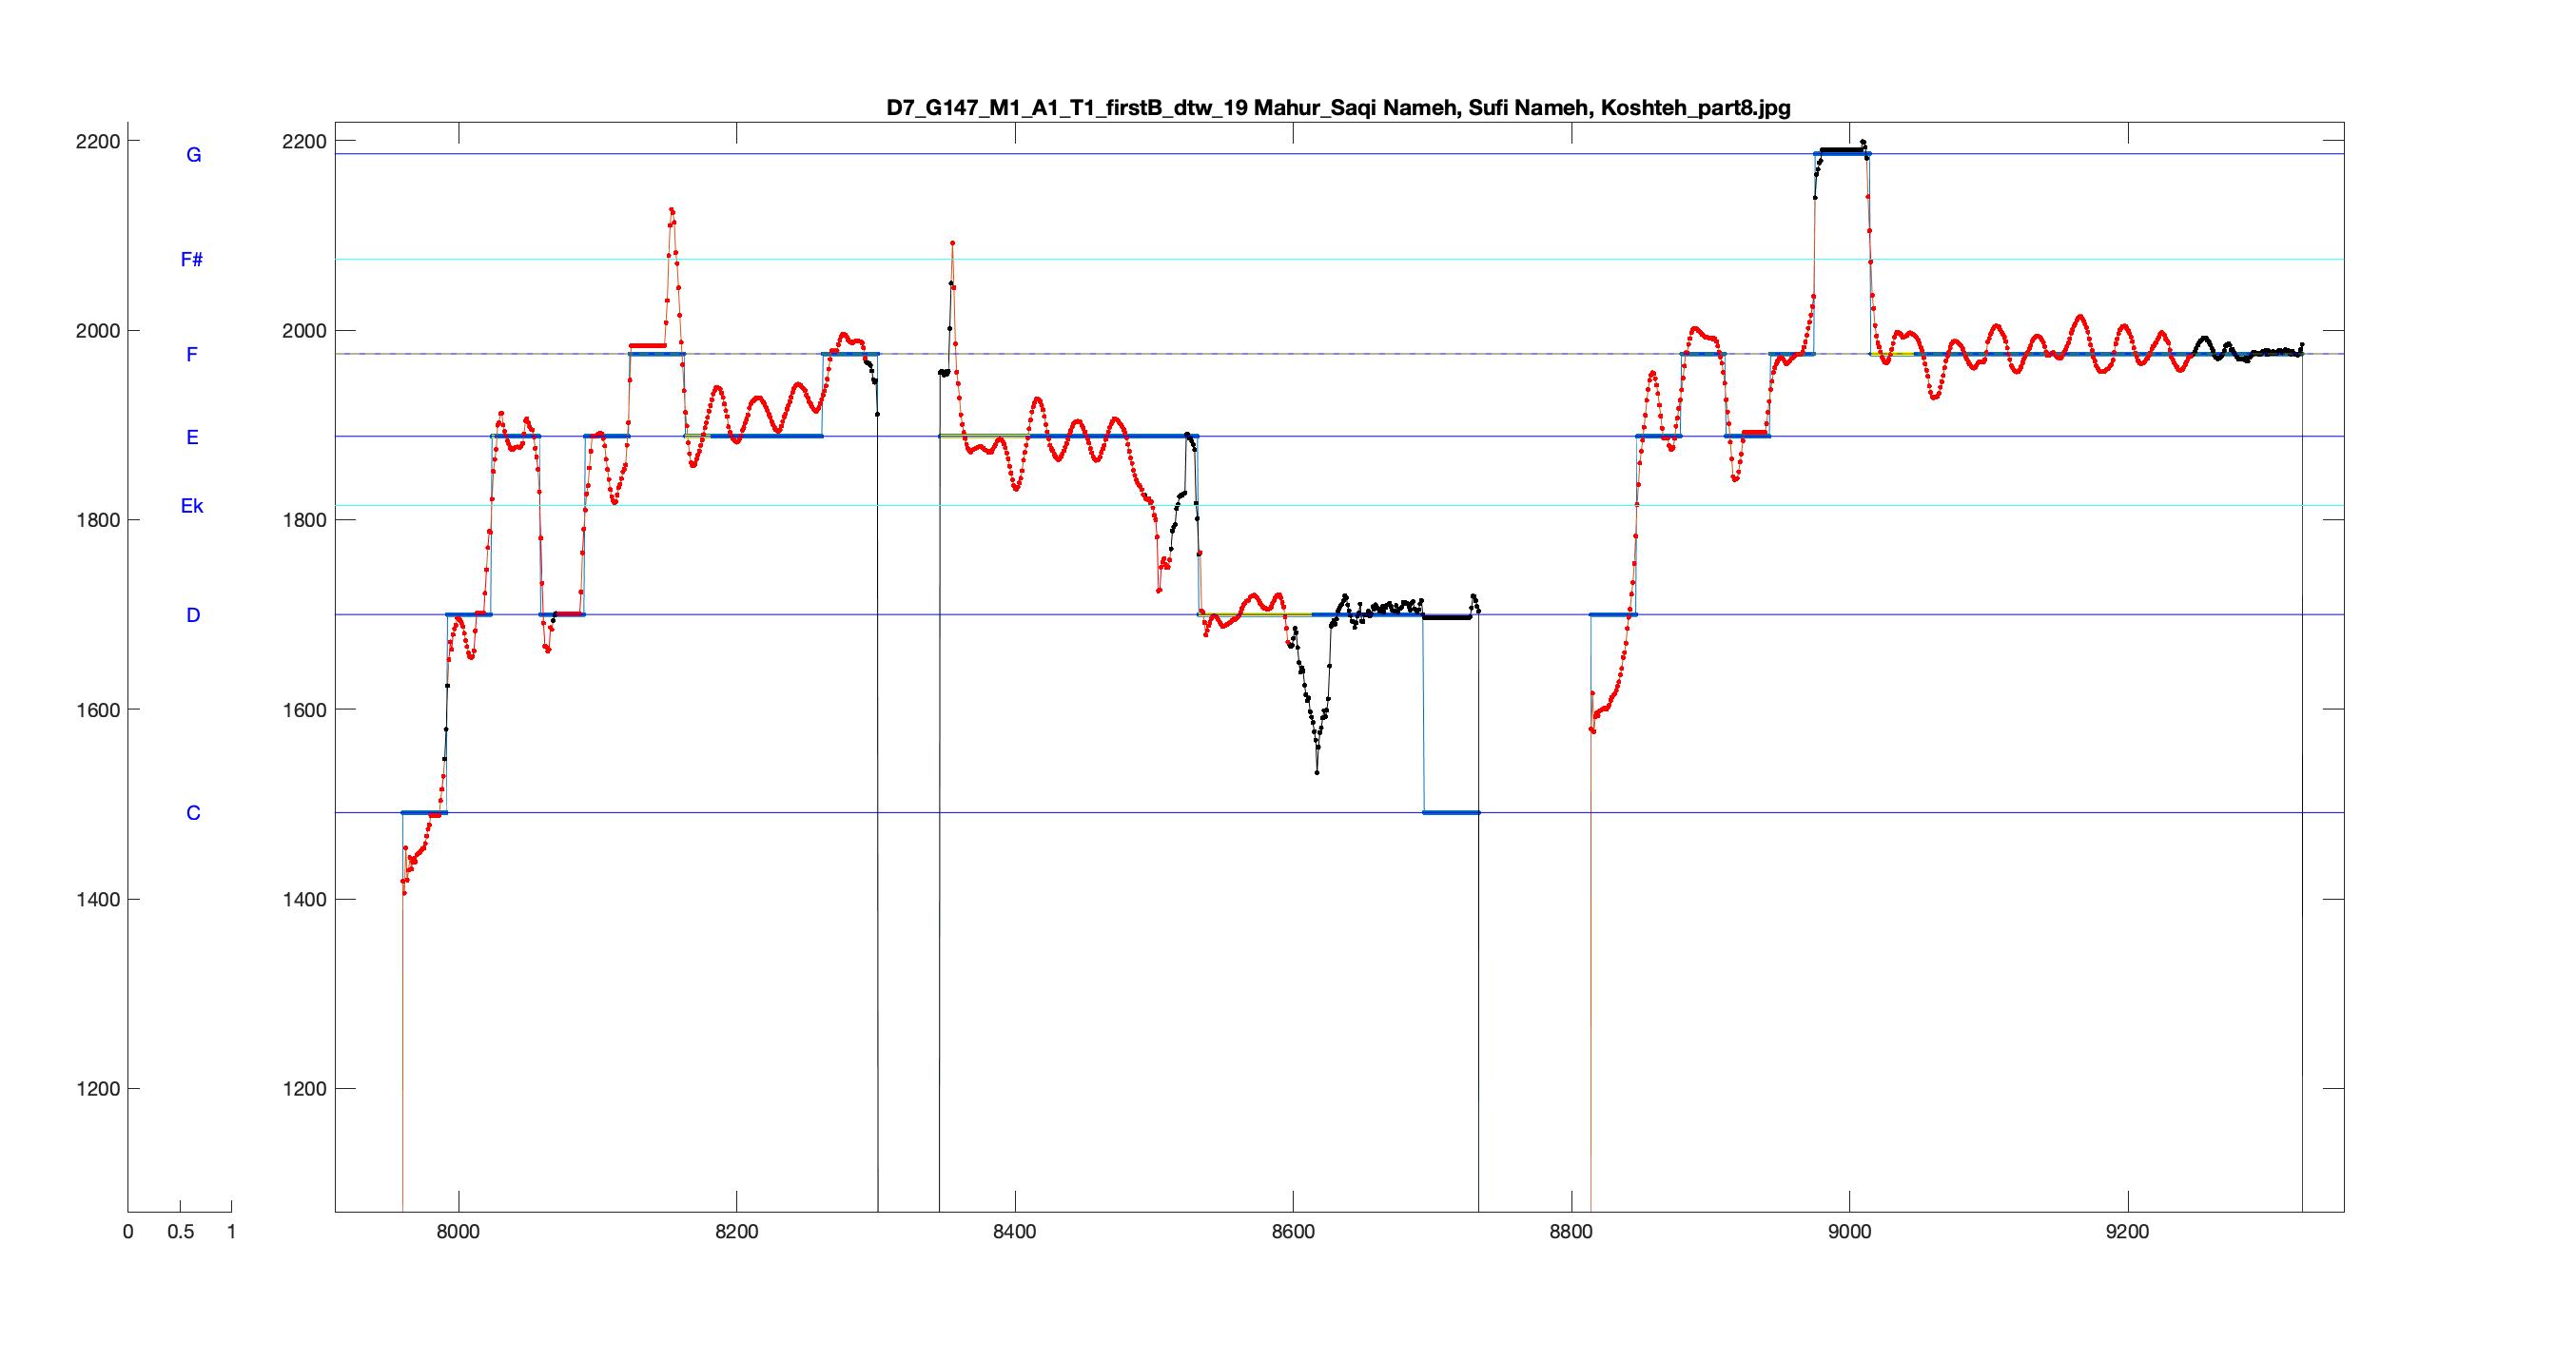 D7_G147_M1_A1_T1_firstB_dtw_19 Mahur_Saqi Nameh, Sufi Nameh, Koshteh_part8.jpg
2200 G 2200
F#
2000 2000
F
E
1800 Ek 1800
D
1600 1600
C
1400 1400
1200 1200
0 0.5 1 8000 8200 8400 8600 8800 9000 9200